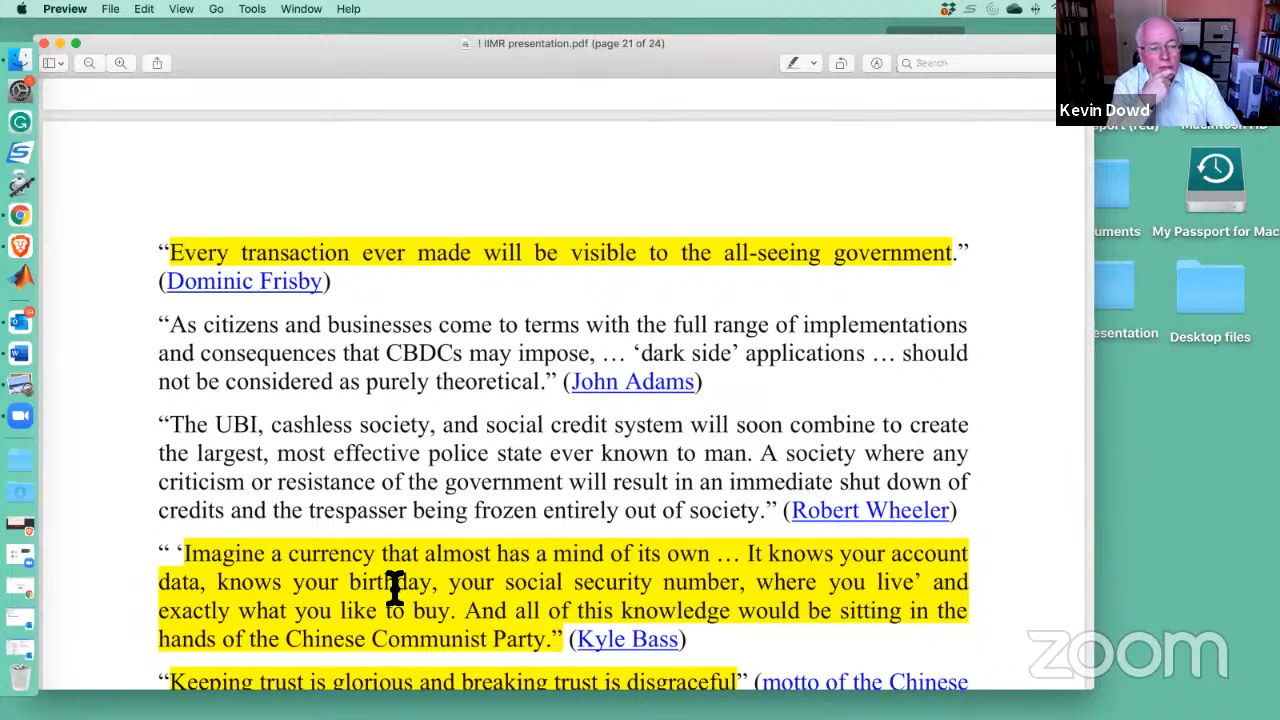 Preview File Edit View Go Tools Window Help
! IIMR presentation.pdf (page 21 of 24)
Search
Kevin Dowd
“Every transaction ever made will be visible to the all-seeing government.”
(Dominic Frisby)
“As citizens and businesses come to terms with the full range of implementations
and consequences that CBDCs may impose, … ‘dark side’ applications … should
not be considered as purely theoretical.” (John Adams)
“The UBI, cashless society, and social credit system will soon combine to create
the largest, most effective police state ever known to man. A society where any
criticism or resistance of the government will result in an immediate shut down of
credits and the trespasser being frozen entirely out of society.” (Robert Wheeler)
“ ‘Imagine a currency that almost has a mind of its own … It knows your account
data, knows your birthday, your social security number, where you live’ and
exactly what you like to buy. And all of this knowledge would be sitting in the
hands of the Chinese Communist Party.” (Kyle Bass)
“Keeping trust is glorious and breaking trust is disgraceful” (motto of the Chinese
port (red)
uments
My Passport for Mac
esentation
Desktop files
zoom